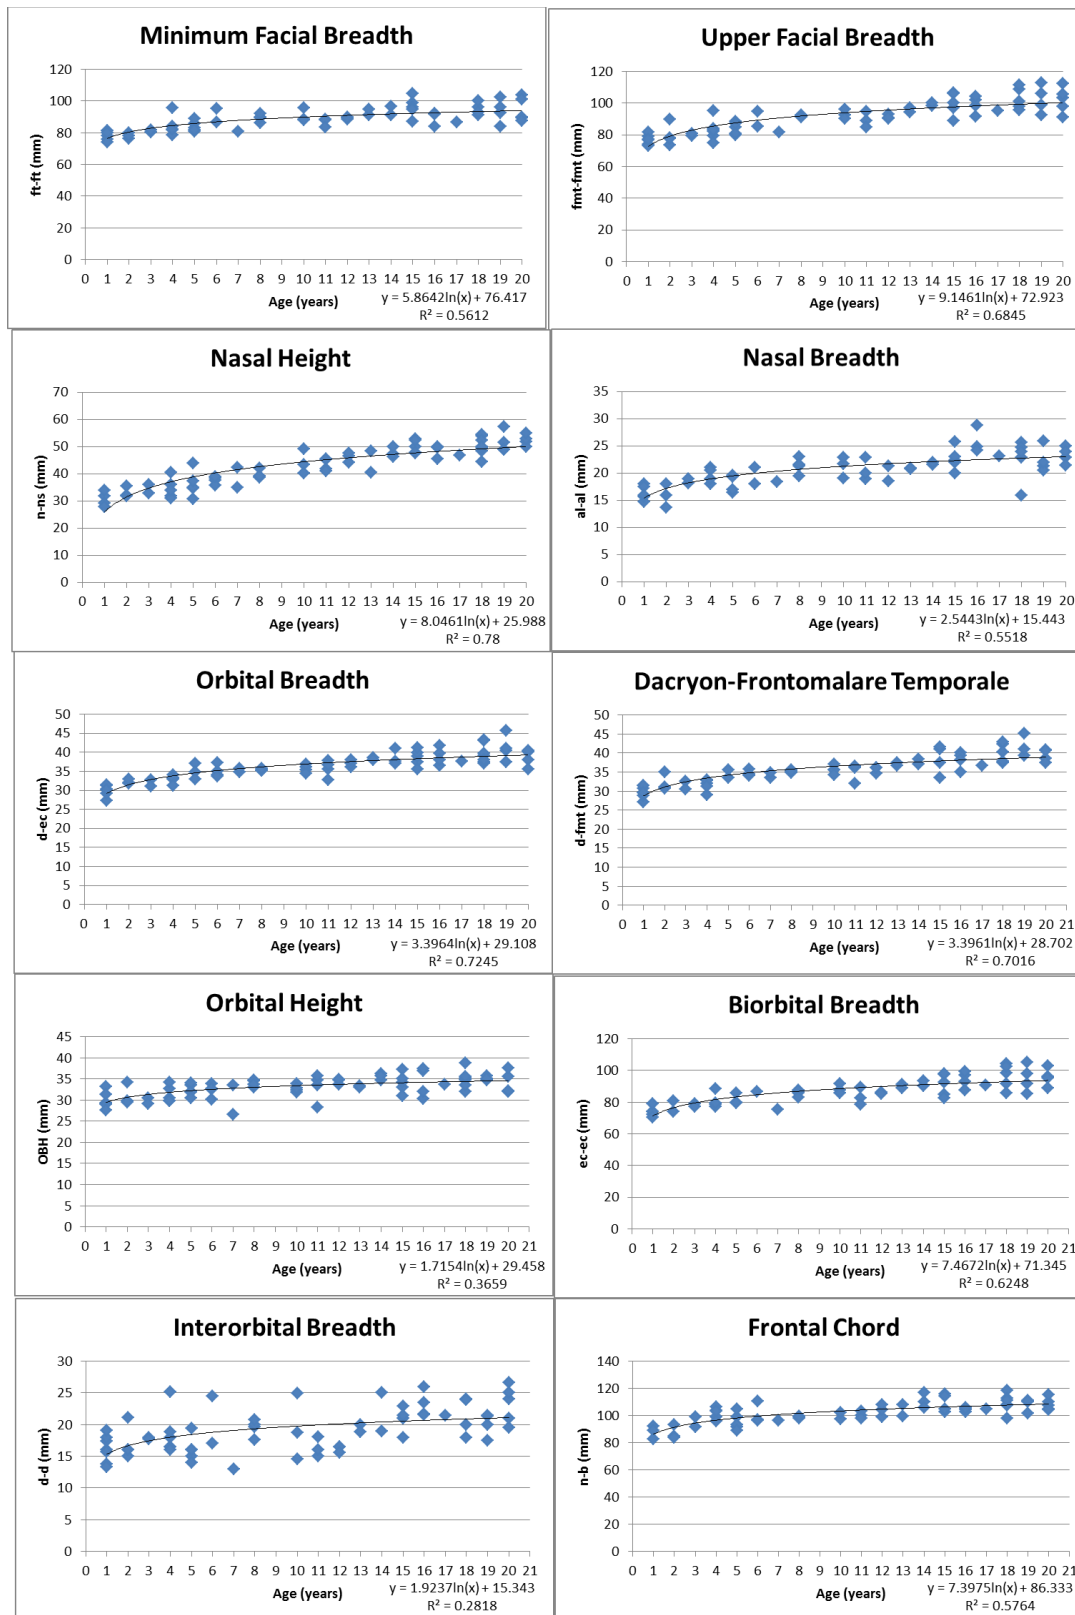 Minimum Facial Breadth
120
100
80
60
40
20
0
ft-ft (mm)
0 1 2 3 4 5 6 7 8 9 10 11 12 13 14 15 16 17 18 19 20
Age (years)
y = 5.8642ln(x) + 76.417
R² = 0.5612
Upper Facial Breadth
120
100
80
60
40
20
0
fmt-fmt (mm)
0 1 2 3 4 5 6 7 8 9 10 11 12 13 14 15 16 17 18 19 20
Age (years)
y = 9.1461ln(x) + 72.923
R² = 0.6845
Nasal Height
70
60
50
40
30
20
10
0
n-ns (mm)
0 1 2 3 4 5 6 7 8 9 10 11 12 13 14 15 16 17 18 19 20
Age (years)
y = 8.0461ln(x) + 25.988
R² = 0.78
Nasal Breadth
35
30
25
20
15
10
5
0
al-al (mm)
0 1 2 3 4 5 6 7 8 9 10 11 12 13 14 15 16 17 18 19 20
Age (years)
y = 2.5443ln(x) + 15.443
R² = 0.5518
Orbital Breadth
50
45
40
35
30
25
20
15
10
5
0
d-ec (mm)
0 1 2 3 4 5 6 7 8 9 10 11 12 13 14 15 16 17 18 19 20
Age (years)
y = 3.3964ln(x) + 29.108
R² = 0.7245
Dacryon-Frontomalare Temporale
50
45
40
35
30
25
20
15
10
5
0
d-fmt (mm)
0 1 2 3 4 5 6 7 8 9 10 11 12 13 14 15 16 17 18 19 20 21
Age (years)
y = 3.3961ln(x) + 28.702
R² = 0.7016
Orbital Height
45
40
35
30
25
20
15
10
5
0
OBH (mm)
0 1 2 3 4 5 6 7 8 9 10 11 12 13 14 15 16 17 18 19 20 21
Age (years)
y = 1.7154ln(x) + 29.458
R² = 0.3659
Biorbital Breadth
120
100
80
60
40
20
0
ec-ec (mm)
0 1 2 3 4 5 6 7 8 9 10 11 12 13 14 15 16 17 18 19 20 21
Age (years)
y = 7.4672ln(x) + 71.345
R² = 0.6248
Interorbital Breadth
30
25
20
15
10
5
0
d-d (mm)
0 1 2 3 4 5 6 7 8 9 10 11 12 13 14 15 16 17 18 19 20 21
Age (years)
y = 1.9237ln(x) + 15.343
R² = 0.2818
Frontal Chord
140
120
100
80
60
40
20
0
n-b (mm)
0 1 2 3 4 5 6 7 8 9 10 11 12 13 14 15 16 17 18 19 20 21
Age (years)
y = 7.3975ln(x) + 86.333
R² = 0.5764